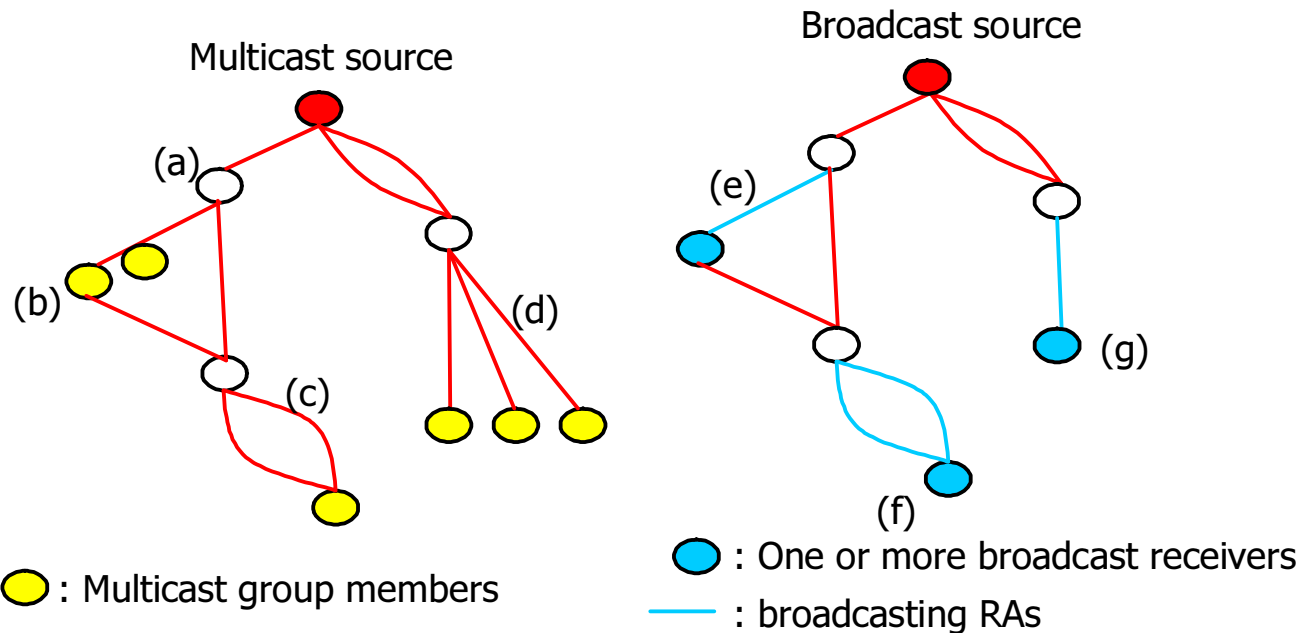 Multicast source
(a)
(b)
(c)
(d)
: Multicast group members
Broadcast source
(e)
(g)
(f)
: One or more broadcast receivers
: broadcasting RAs